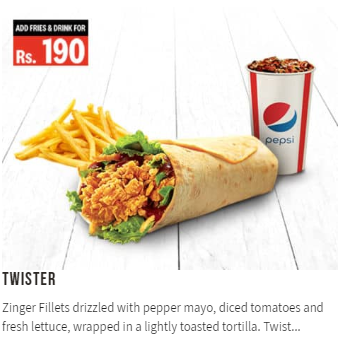 ADD FRIES & DRINK FOR
Rs. 190
pepsi
TWISTER
Zinger Fillets drizzled with pepper mayo, diced tomatoes and
fresh lettuce, wrapped in a lightly toasted tortilla. Twist...